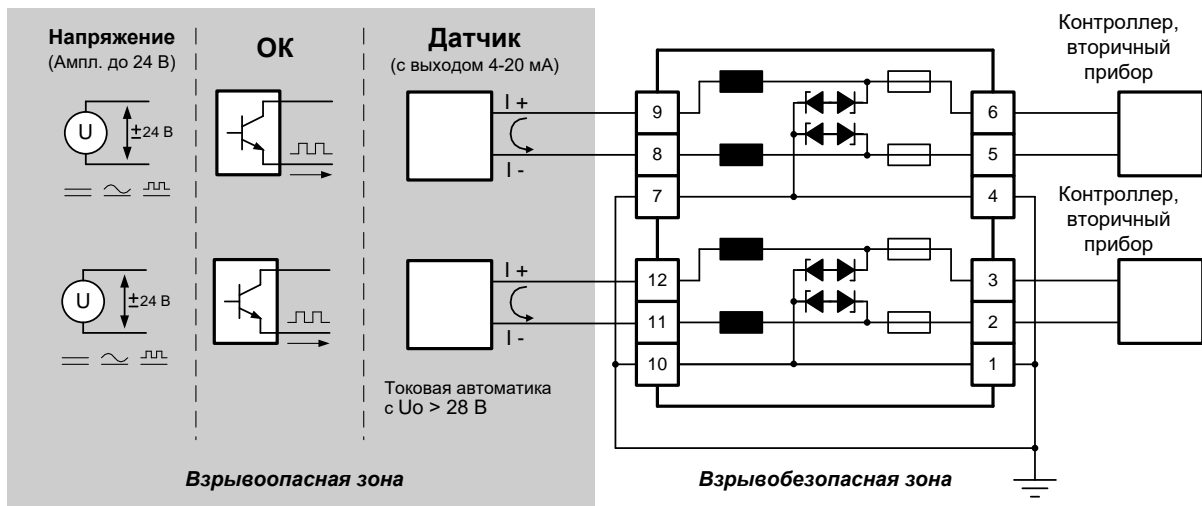 Напряжение
(Ампл. до 24 В)
U
±24 В
U
±24 В
ОК
Датчик
(с выходом 4-20 мА)
I +
I -
I +
I -
Токовая автоматика
с Uo > 28 В
Взрывоопасная зона
9
8
7
12
11
10
6
5
4
3
2
1
Контроллер,
вторичный
прибор
Контроллер,
вторичный
прибор
Взрывобезопасная зона